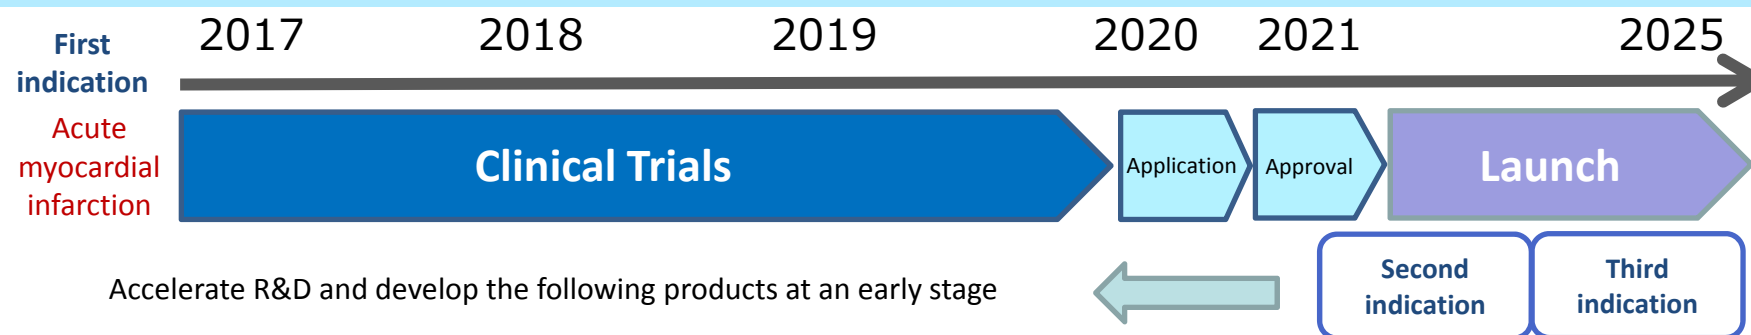 First
indication
2017 2018 2019 2020 2021 2025
Acute
myocardial
infarction
Clinical Trials
Application
Approval
Launch
Accelerate R&D and develop the following products at an early stage
Second
indication
Third
indication